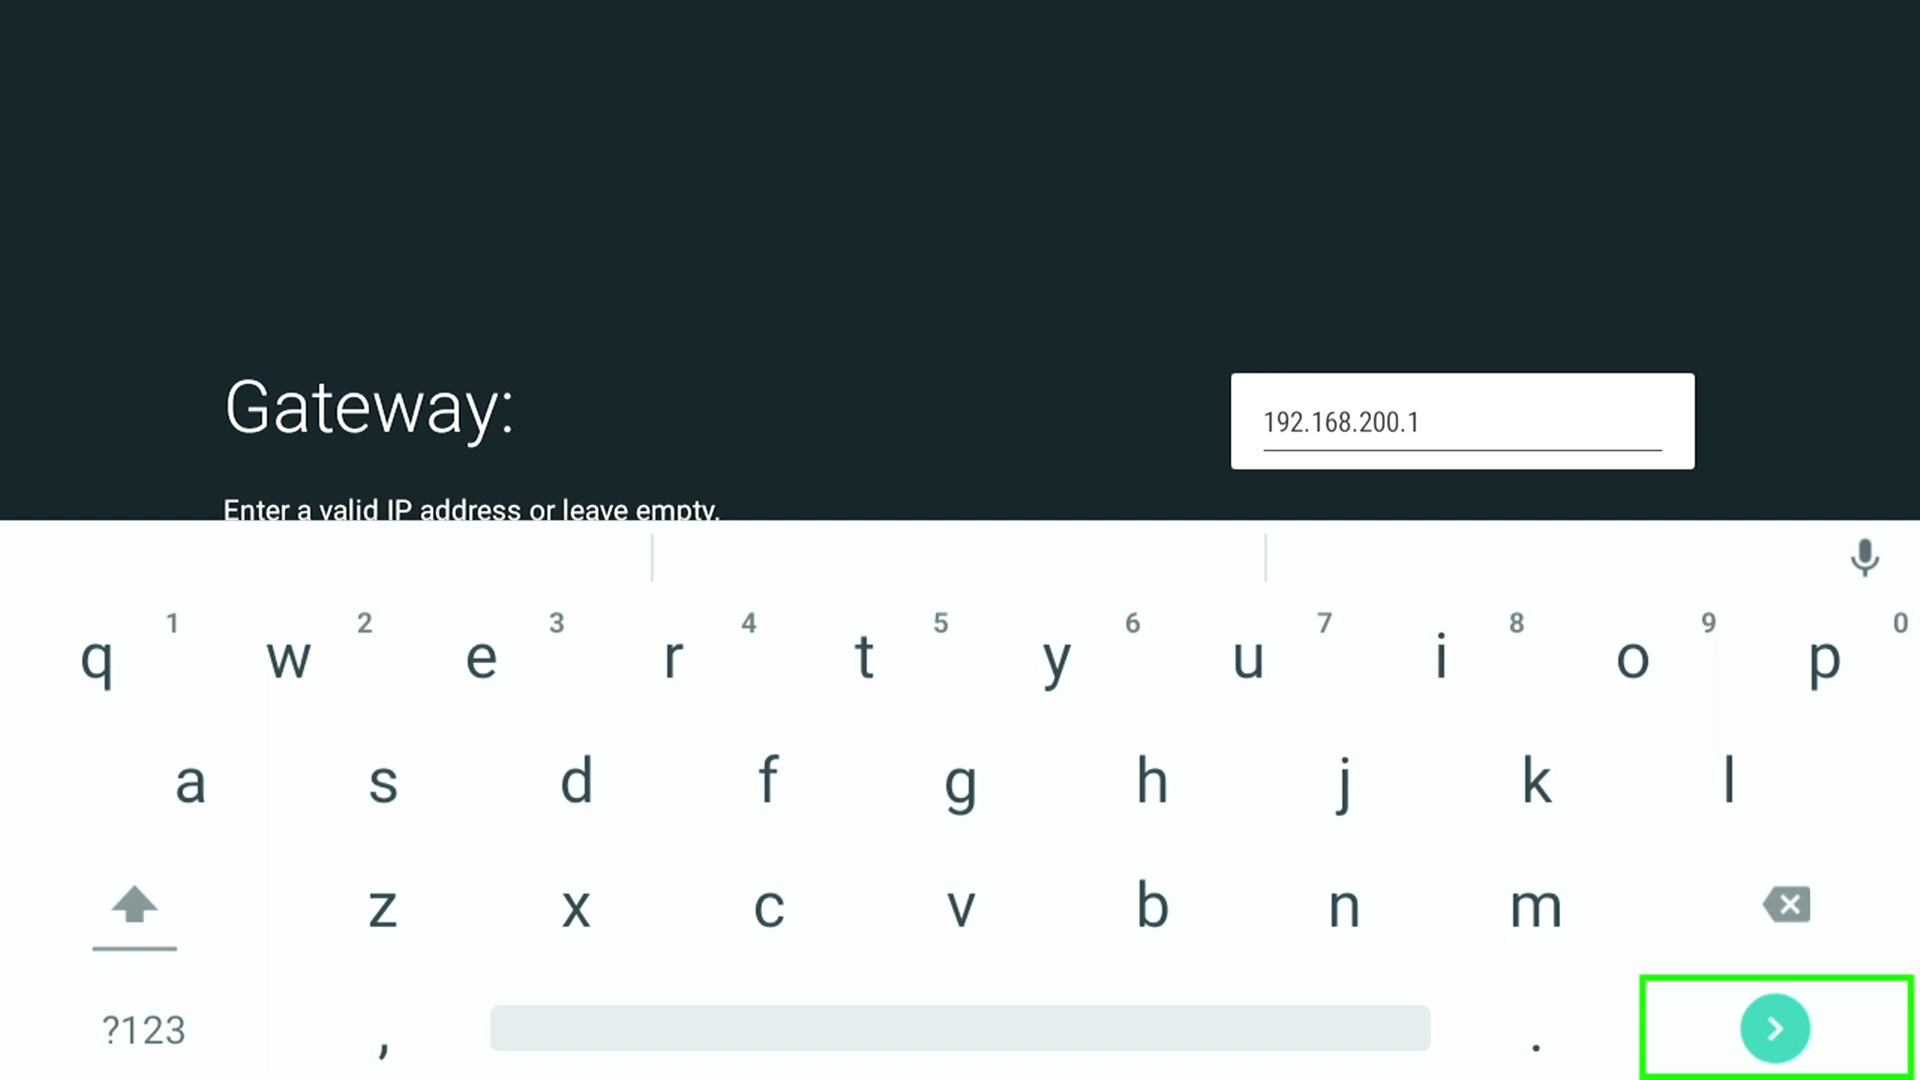 Gateway:
192.168.200.1
Enter a valid IP address or leave empty.
1 2 3 4 5 6 7 8 9 0
q w e r t y u i o p
a s d f g h j k l
z x c v b n m
?123 , .